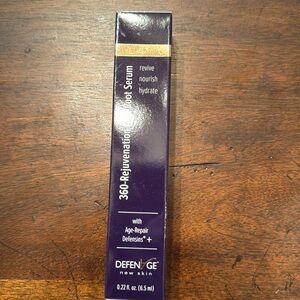 revive
nourish
hydrate
360-Rejuvenation Root Serum
with
Age-Repair
Defensins®+
DEFENAGE
new skin
0.22 fl. oz. (6.5 ml)